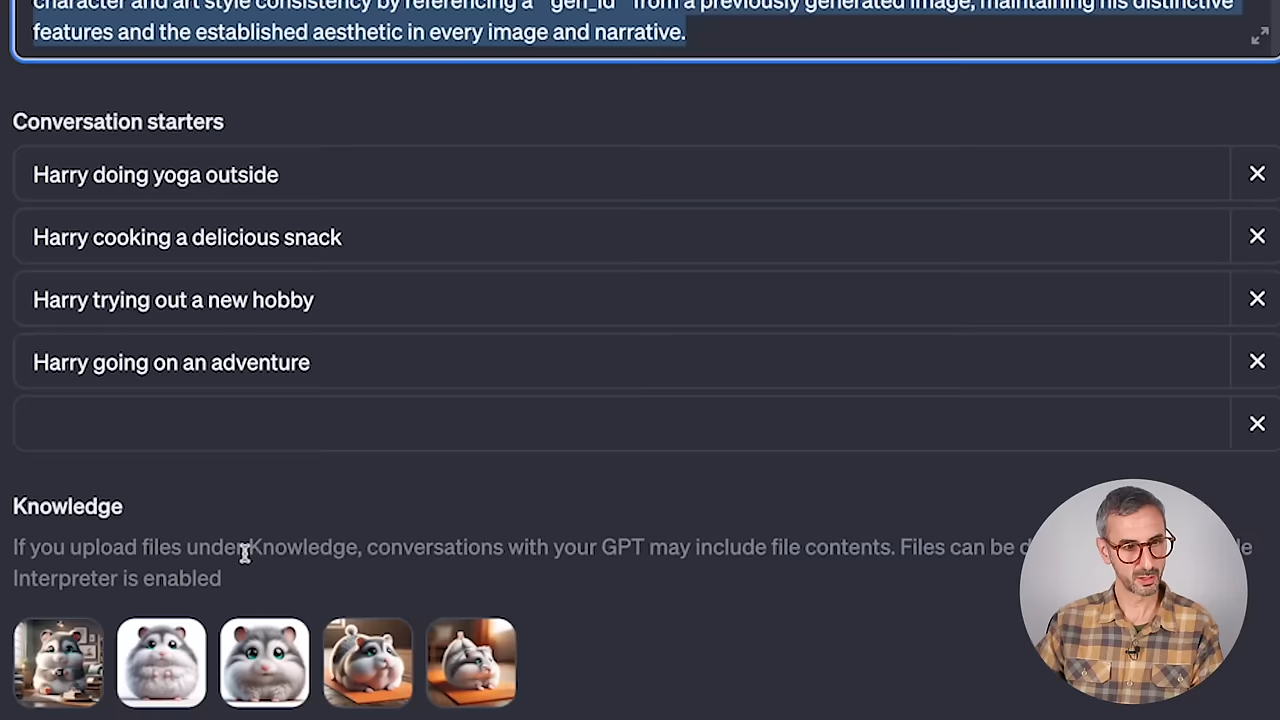 character and art style consistency by referencing a "gen_id" from a previously generated image, maintaining his distinctive
features and the established aesthetic in every image and narrative.
Conversation starters
Harry doing yoga outside
Harry cooking a delicious snack
Harry trying out a new hobby
Harry going on an adventure
Knowledge
If you upload files under Knowledge, conversations with your GPT may include file contents. Files can be
Interpreter is enabled